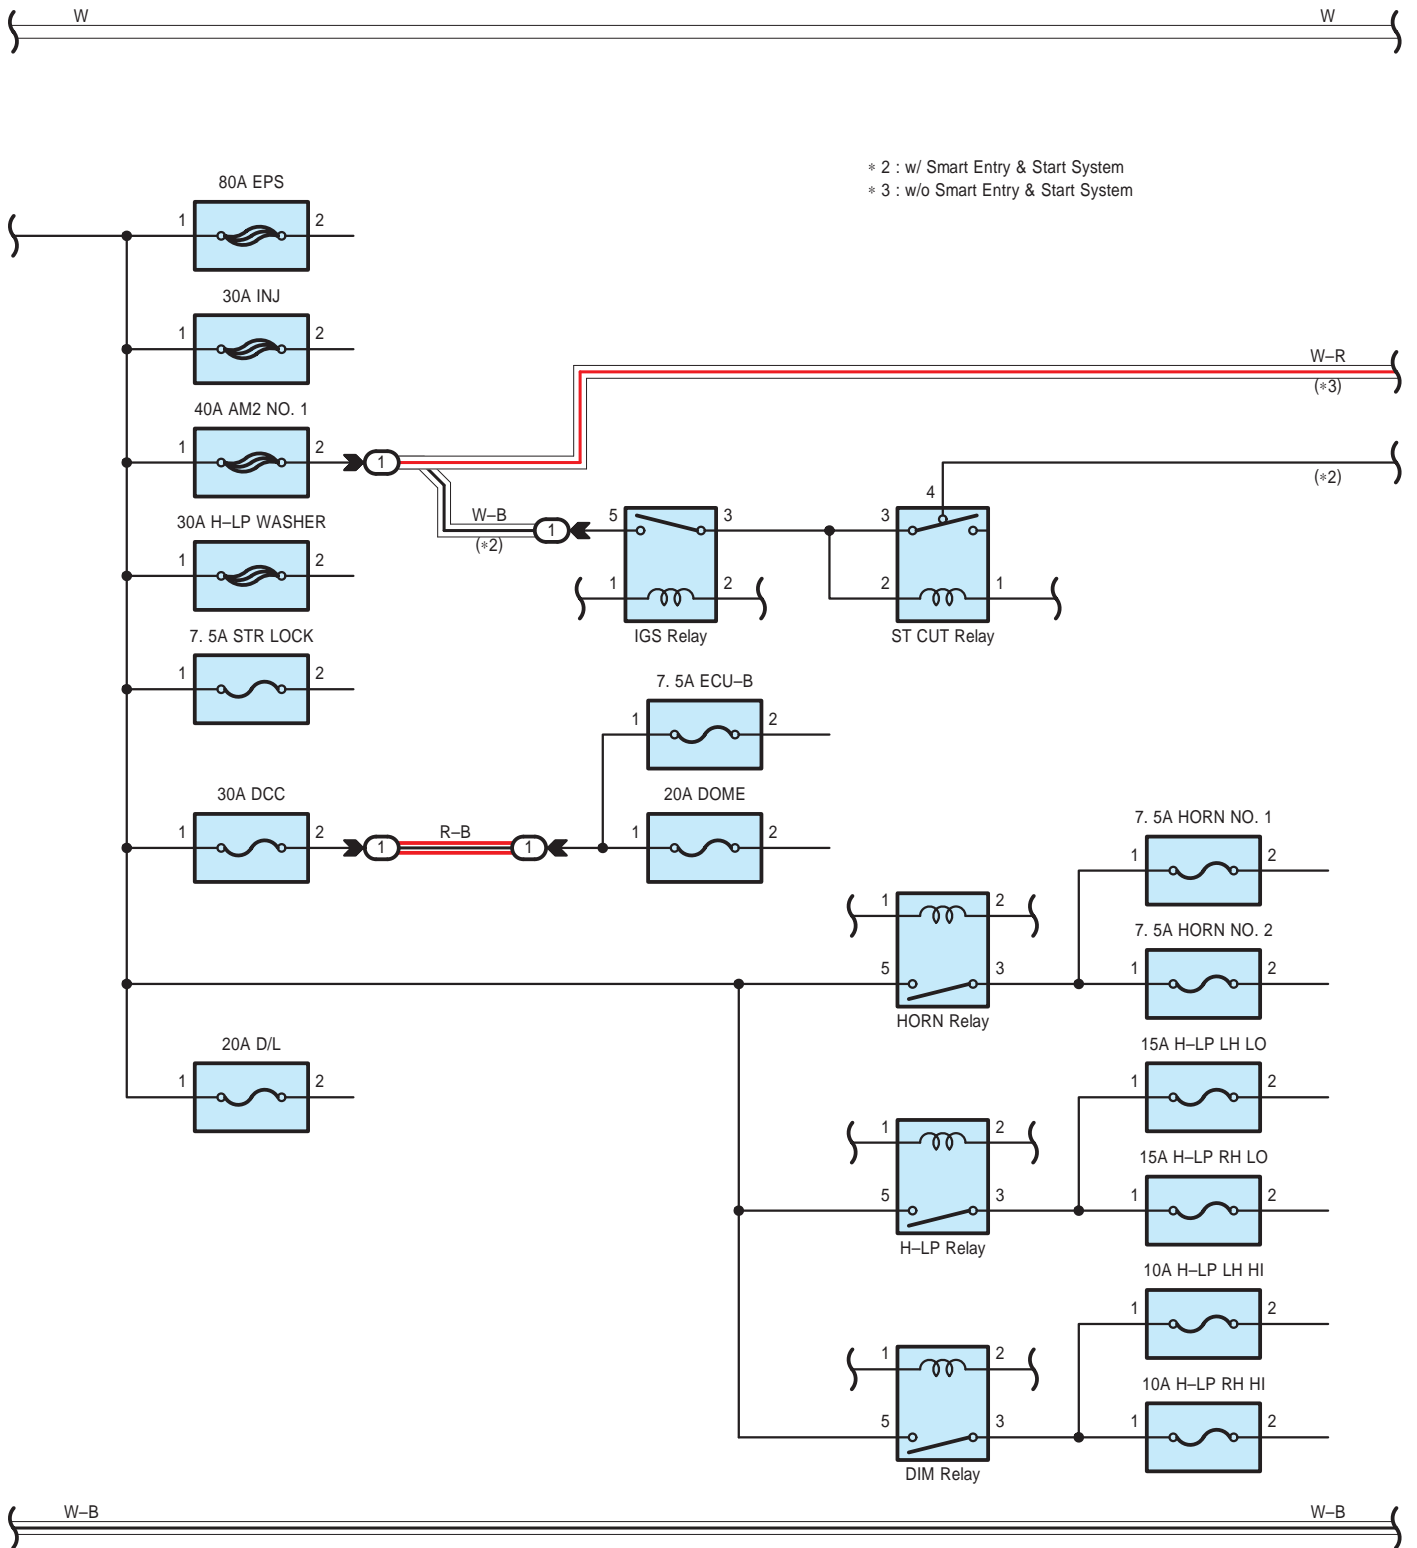 W W
∗ 2 : w/ Smart Entry & Start System
∗ 3 : w/o Smart Entry & Start System
80A EPS
1 2
30A INJ
1 2
W–R
(∗3)
40A AM2 NO. 1
1 2 1
(∗2)
4
30A H–LP WASHER
1 2
W–B
(∗2)
1
5 3
1 2
IGS Relay
3
2 1
ST CUT Relay
7. 5A STR LOCK
1 2
7. 5A ECU–B
1 2
30A DCC
1 2 1 R–B 1
20A DOME
1 2
7. 5A HORN NO. 1
1 2
1 2
5 3
HORN Relay
7. 5A HORN NO. 2
1 2
20A D/L
1 2
15A H–LP LH LO
1 2
1 2
5 3
H–LP Relay
15A H–LP RH LO
1 2
10A H–LP LH HI
1 2
1 2
5 3
DIM Relay
10A H–LP RH HI
1 2
W–B W–B